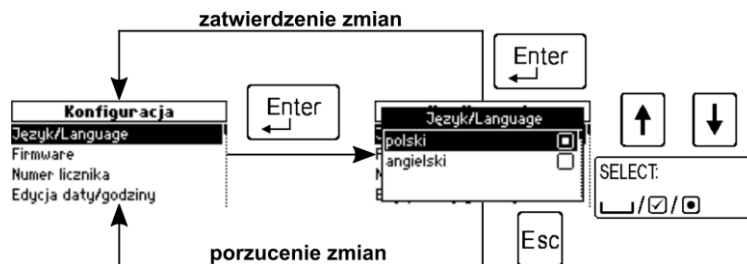 zatwierdzenie zmian
Enter
Konfiguracja
Język/Language
Firmware
Numer licznika
Edycja daty/godziny
Enter
Język/Language
polski
angielski
SELECT:
Esc
porzucenie zmian